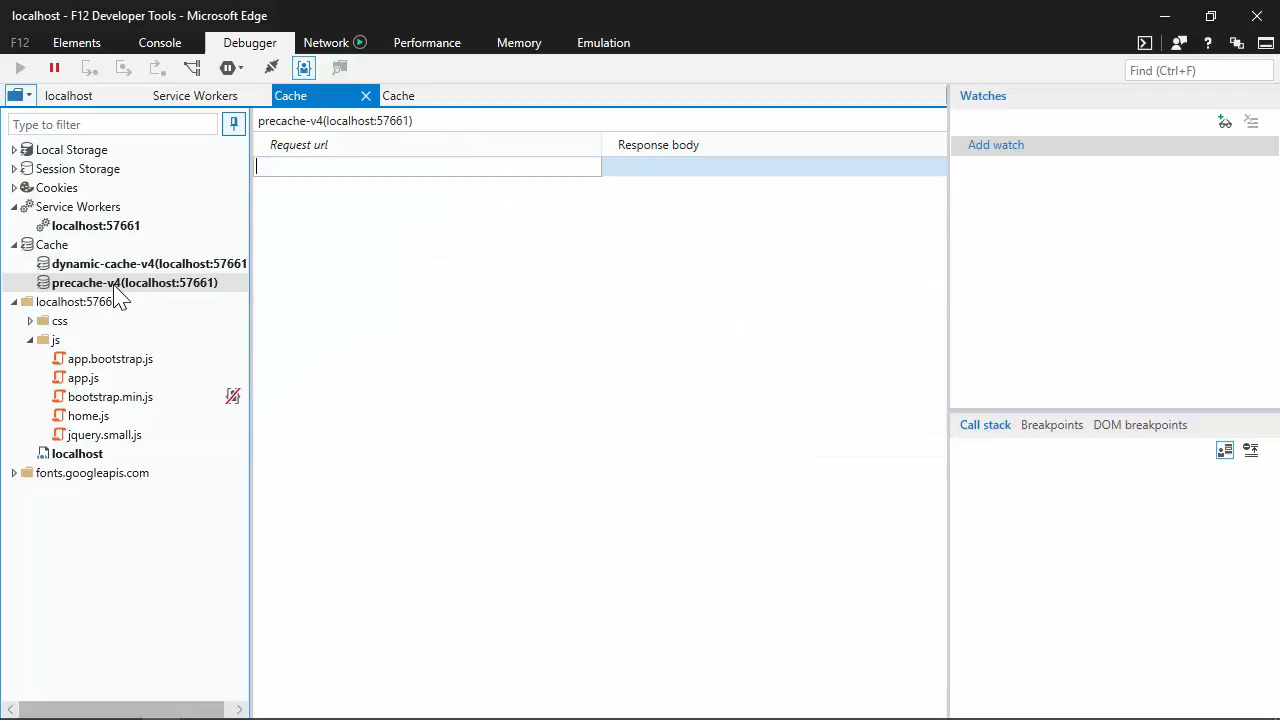 localhost - F12 Developer Tools - Microsoft Edge
F12 Elements Console Debugger Network Performance Memory Emulation
Find (Ctrl+F)
localhost Service Workers Cache Cache
Type to filter
Local Storage
Session Storage
Cookies
Service Workers
localhost:57661
Cache
dynamic-cache-v4(localhost:57661
precache-v4(localhost:57661)
localhost:5766
css
js
app.bootstrap.js
app.js
bootstrap.min.js
home.js
jquery.small.js
localhost
fonts.googleapis.com
precache-v4(localhost:57661)
Request url Response body
Watches
Add watch
Call stack Breakpoints DOM breakpoints